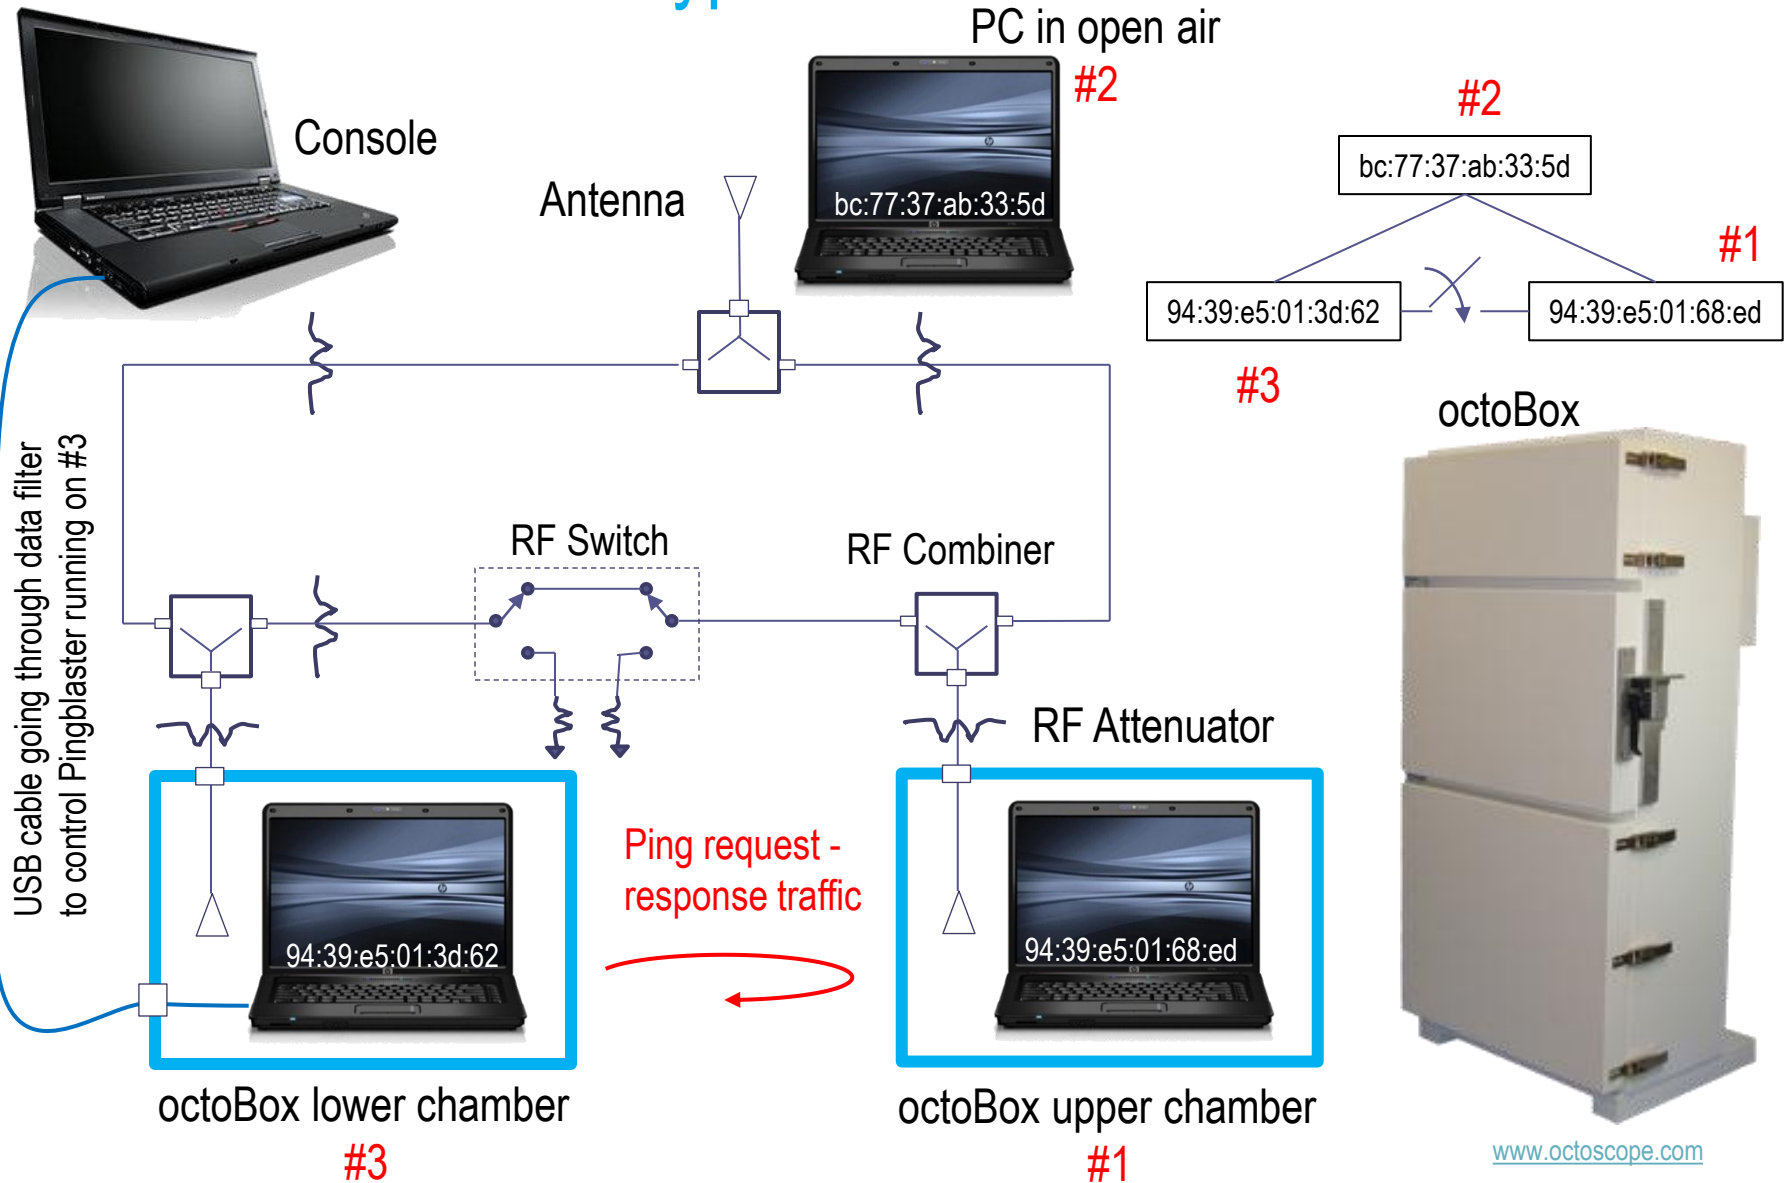 PC in open air
#2
Console
Antenna
bc:77:37:ab:33:5d
#2
bc:77:37:ab:33:5d
#1
94:39:e5:01:3d:62
94:39:e5:01:68:ed
#3
octoBox
USB cable going through data filter
to control Pingblaster running on #3
RF Switch
RF Combiner
RF Attenuator
Ping request -
response traffic
94:39:e5:01:3d:62
94:39:e5:01:68:ed
octoBox lower chamber
#3
octoBox upper chamber
#1
www.octoscope.com